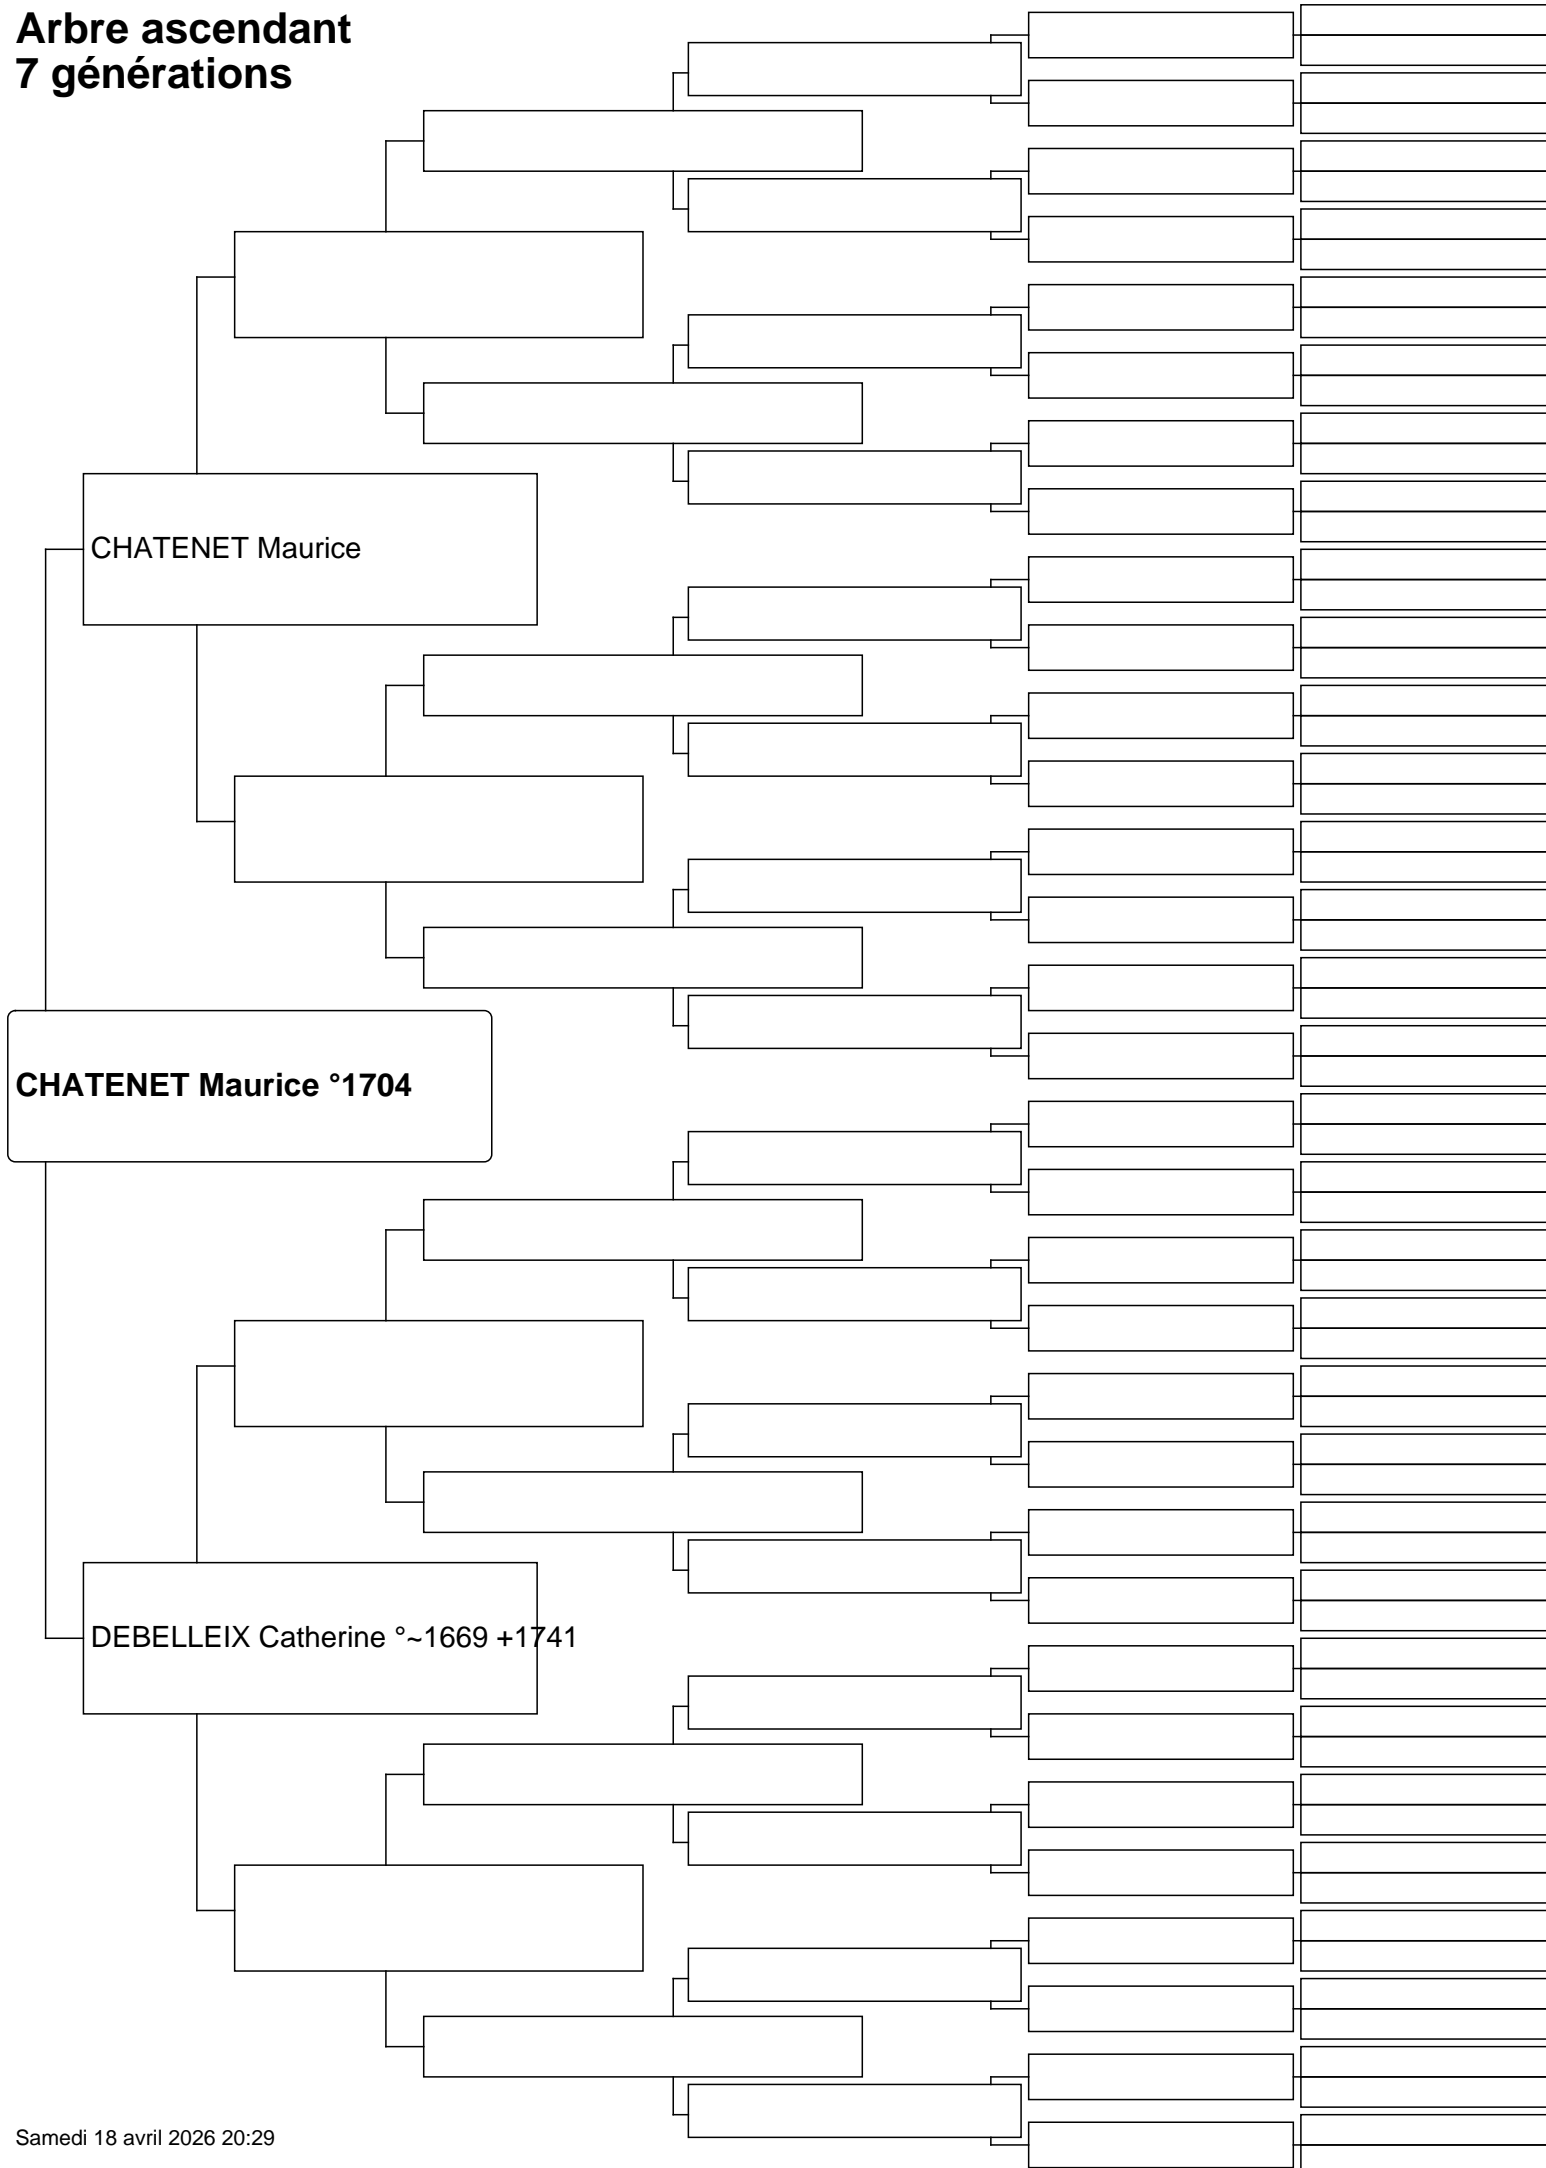 Arbre ascendant
7 générations
CHATENET Maurice
CHATENET Maurice °1704
DEBELLEIX Catherine °~1669 +1741
Samedi 18 avril 2026 20:29